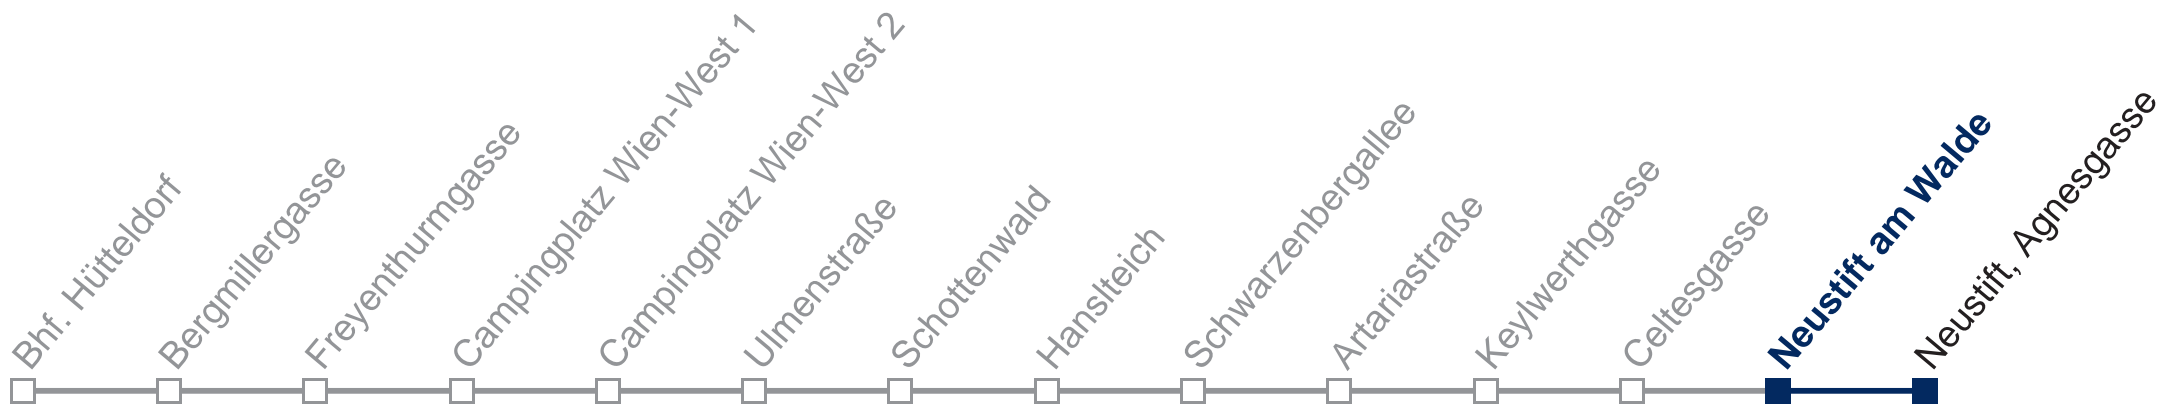 Bhf. Hütteldorf
Bergmillergasse
Freyenthurmgasse
Campingplatz Wien-West 1
Campingplatz Wien-West 2
Ulmenstraße
Schottenwald
Hanslteich
Schwarzenbergallee
Artariastraße
Keylwerthgasse
Celtesgasse
Neustift am Walde
Neustift, Agnesgasse